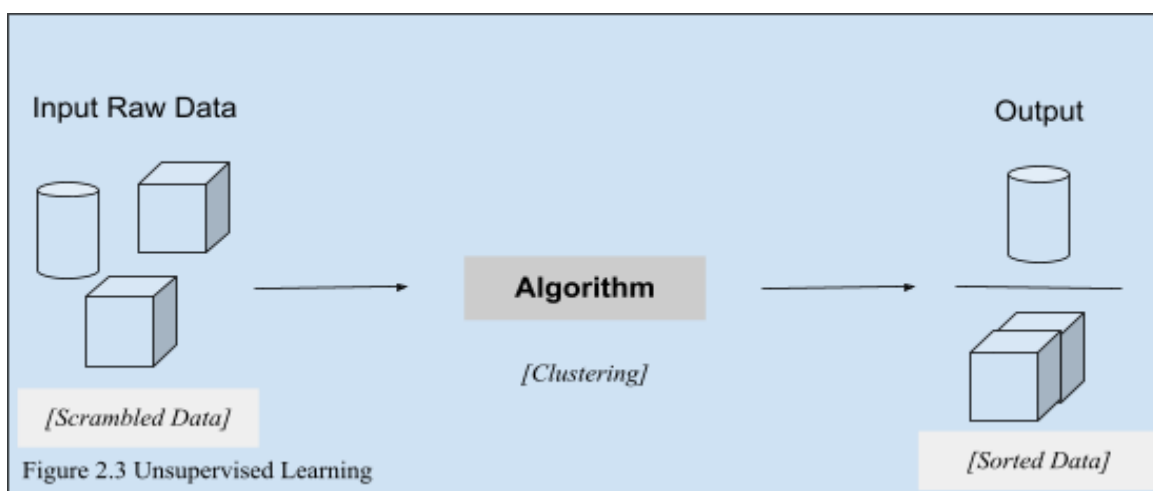 Input Raw Data
Output
Algorithm
[Clustering]
[Scrambled Data]
[Sorted Data]
Figure 2.3 Unsupervised Learning